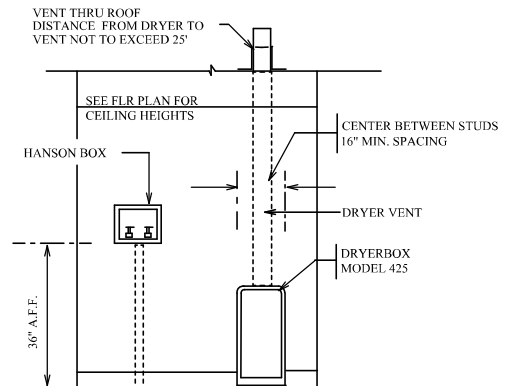 VENT THRU ROOF
DISTANCE FROM DRYER TO
VENT NOT TO EXCEED 25'
SEE FLR PLAN FOR
CEILING HEIGHTS
CENTER BETWEEN STUDS
16" MIN. SPACING
HANSON BOX
DRYER VENT
DRYERBOX
MODEL 425
36" A.F.F.